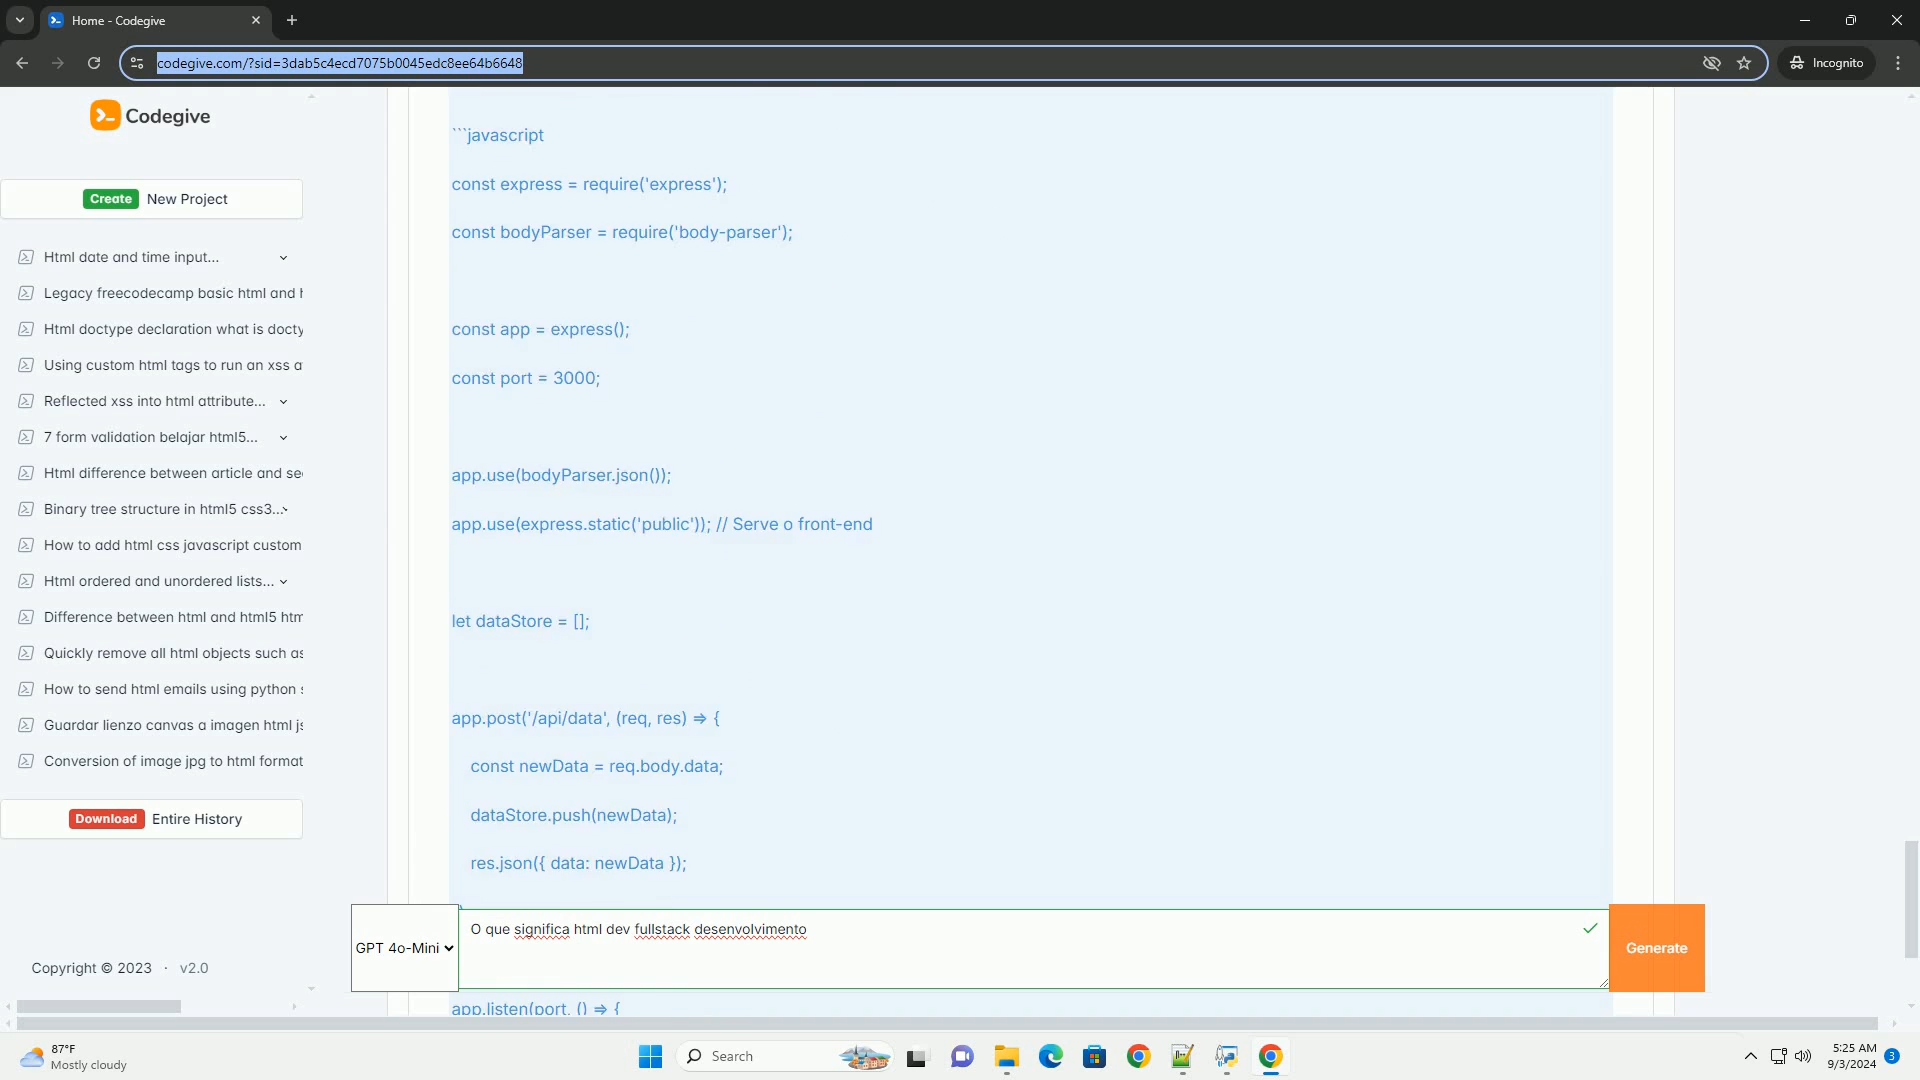 Home - Codegive
codegive.com/?sid=3dab5c4ecd7075b0045edc8ee64b6648
Incognito
Codegive
Create New Project
Html date and time input...
Legacy freecodecamp basic html and h
Html doctype declaration what is docty
Using custom html tags to run an xss a
Reflected xss into html attribute...
7 form validation belajar html5...
Html difference between article and se
Binary tree structure in html5 css3...
How to add html css javascript custom
Html ordered and unordered lists...
Difference between html and html5 htm
Quickly remove all html objects such as
How to send html emails using python s
Guardar lienzo canvas a imagen html js
Conversion of image jpg to html format
Download Entire History
Copyright © 2023 · v2.0
```javascript
const express = require('express');
const bodyParser = require('body-parser');
const app = express();
const port = 3000;
app.use(bodyParser.json());
app.use(express.static('public')); // Serve o front-end
let dataStore = [];
app.post('/api/data', (req, res) => {
const newData = req.body.data;
dataStore.push(newData);
res.json({ data: newData });
GPT 4o-Mini
O que significa html dev fullstack desenvolvimento
Generate
app.listen(port, () => {
87°F
Mostly cloudy
Search
5:25 AM
9/3/2024
3